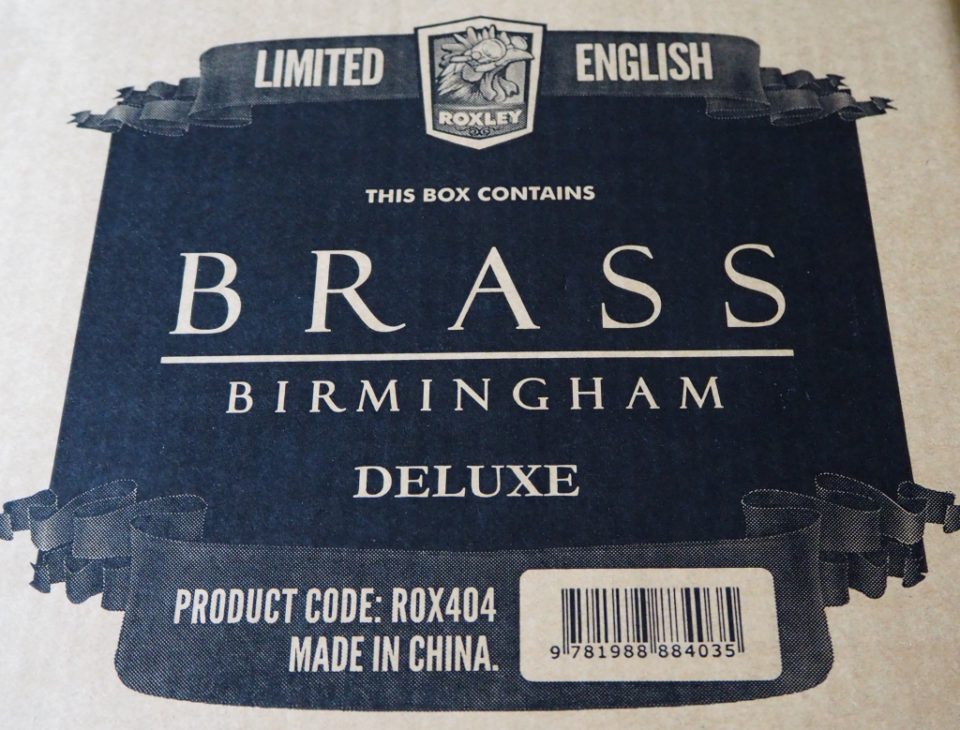 LIMITED ENGLISH
ROXLEY
THIS BOX CONTAINS
BRASS
BIRMINGHAM
DELUXE
PRODUCT CODE: ROX404
MADE IN CHINA.
9 781988 884035